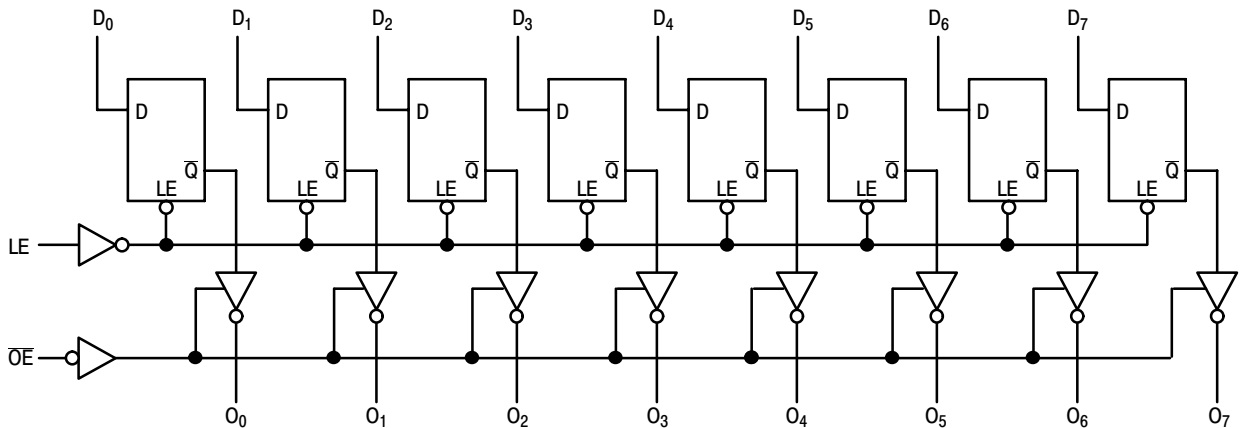 D₀ D₁ D₂ D₃ D₄ D₅ D₆ D₇
D D D D D D D D
Q̅ Q̅ Q̅ Q̅ Q̅ Q̅ Q̅ Q̅
LE LE LE LE LE LE LE LE
LE
O̅E̅
O₀ O₁ O₂ O₃ O₄ O₅ O₆ O₇